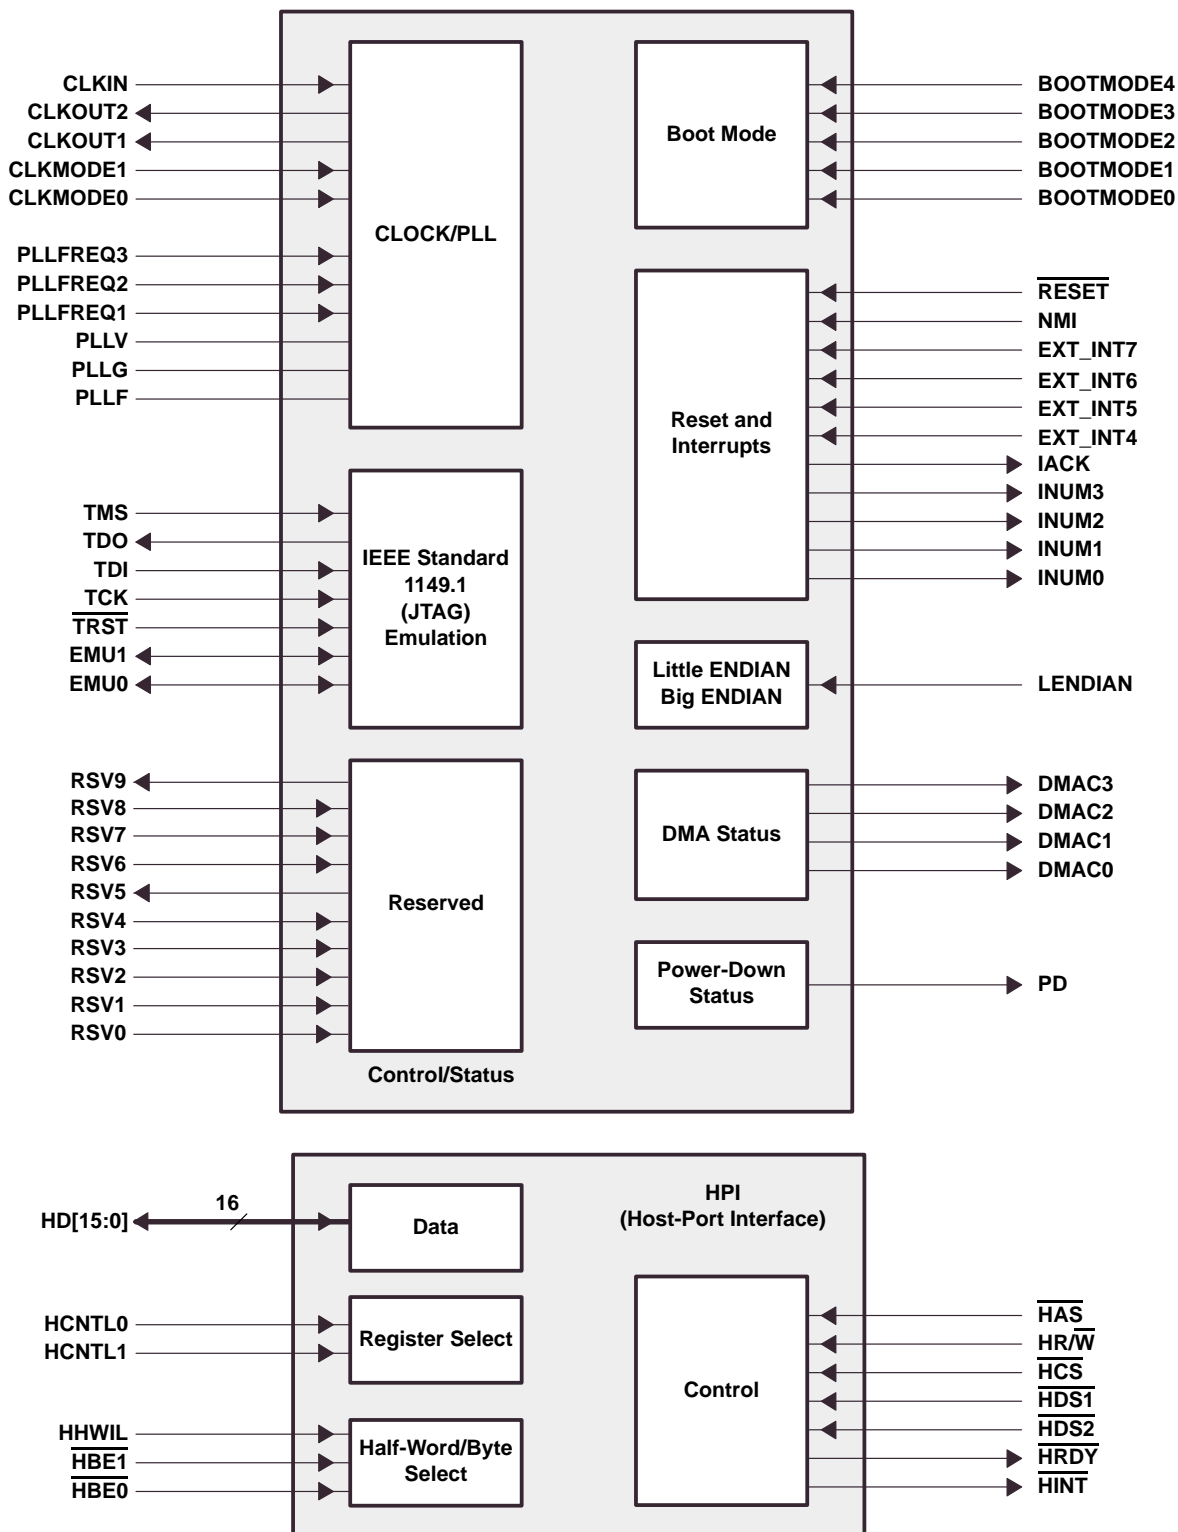 CLKIN
CLKOUT2
CLKOUT1
CLKMODE1
CLKMODE0
PLLFREQ3
PLLFREQ2
PLLFREQ1
PLLV
PLLG
PLLF
CLOCK/PLL
Boot Mode
BOOTMODE4
BOOTMODE3
BOOTMODE2
BOOTMODE1
BOOTMODE0
Reset and
Interrupts
RESET
NMI
EXT_INT7
EXT_INT6
EXT_INT5
EXT_INT4
IACK
INUM3
INUM2
INUM1
INUM0
TMS
TDO
TDI
TCK
TRST
EMU1
EMU0
IEEE Standard
1149.1
(JTAG)
Emulation
Little ENDIAN
Big ENDIAN
LENDIAN
RSV9
RSV8
RSV7
RSV6
RSV5
RSV4
RSV3
RSV2
RSV1
RSV0
Reserved
DMA Status
DMAC3
DMAC2
DMAC1
DMAC0
Power-Down
Status
PD
Control/Status
HPI
(Host-Port Interface)
HD[15:0]
16
Data
HCNTL0
HCNTL1
Register Select
HHWIL
HBE1
HBE0
Half-Word/Byte
Select
Control
HAS
HR/W
HCS
HDS1
HDS2
HRDY
HINT